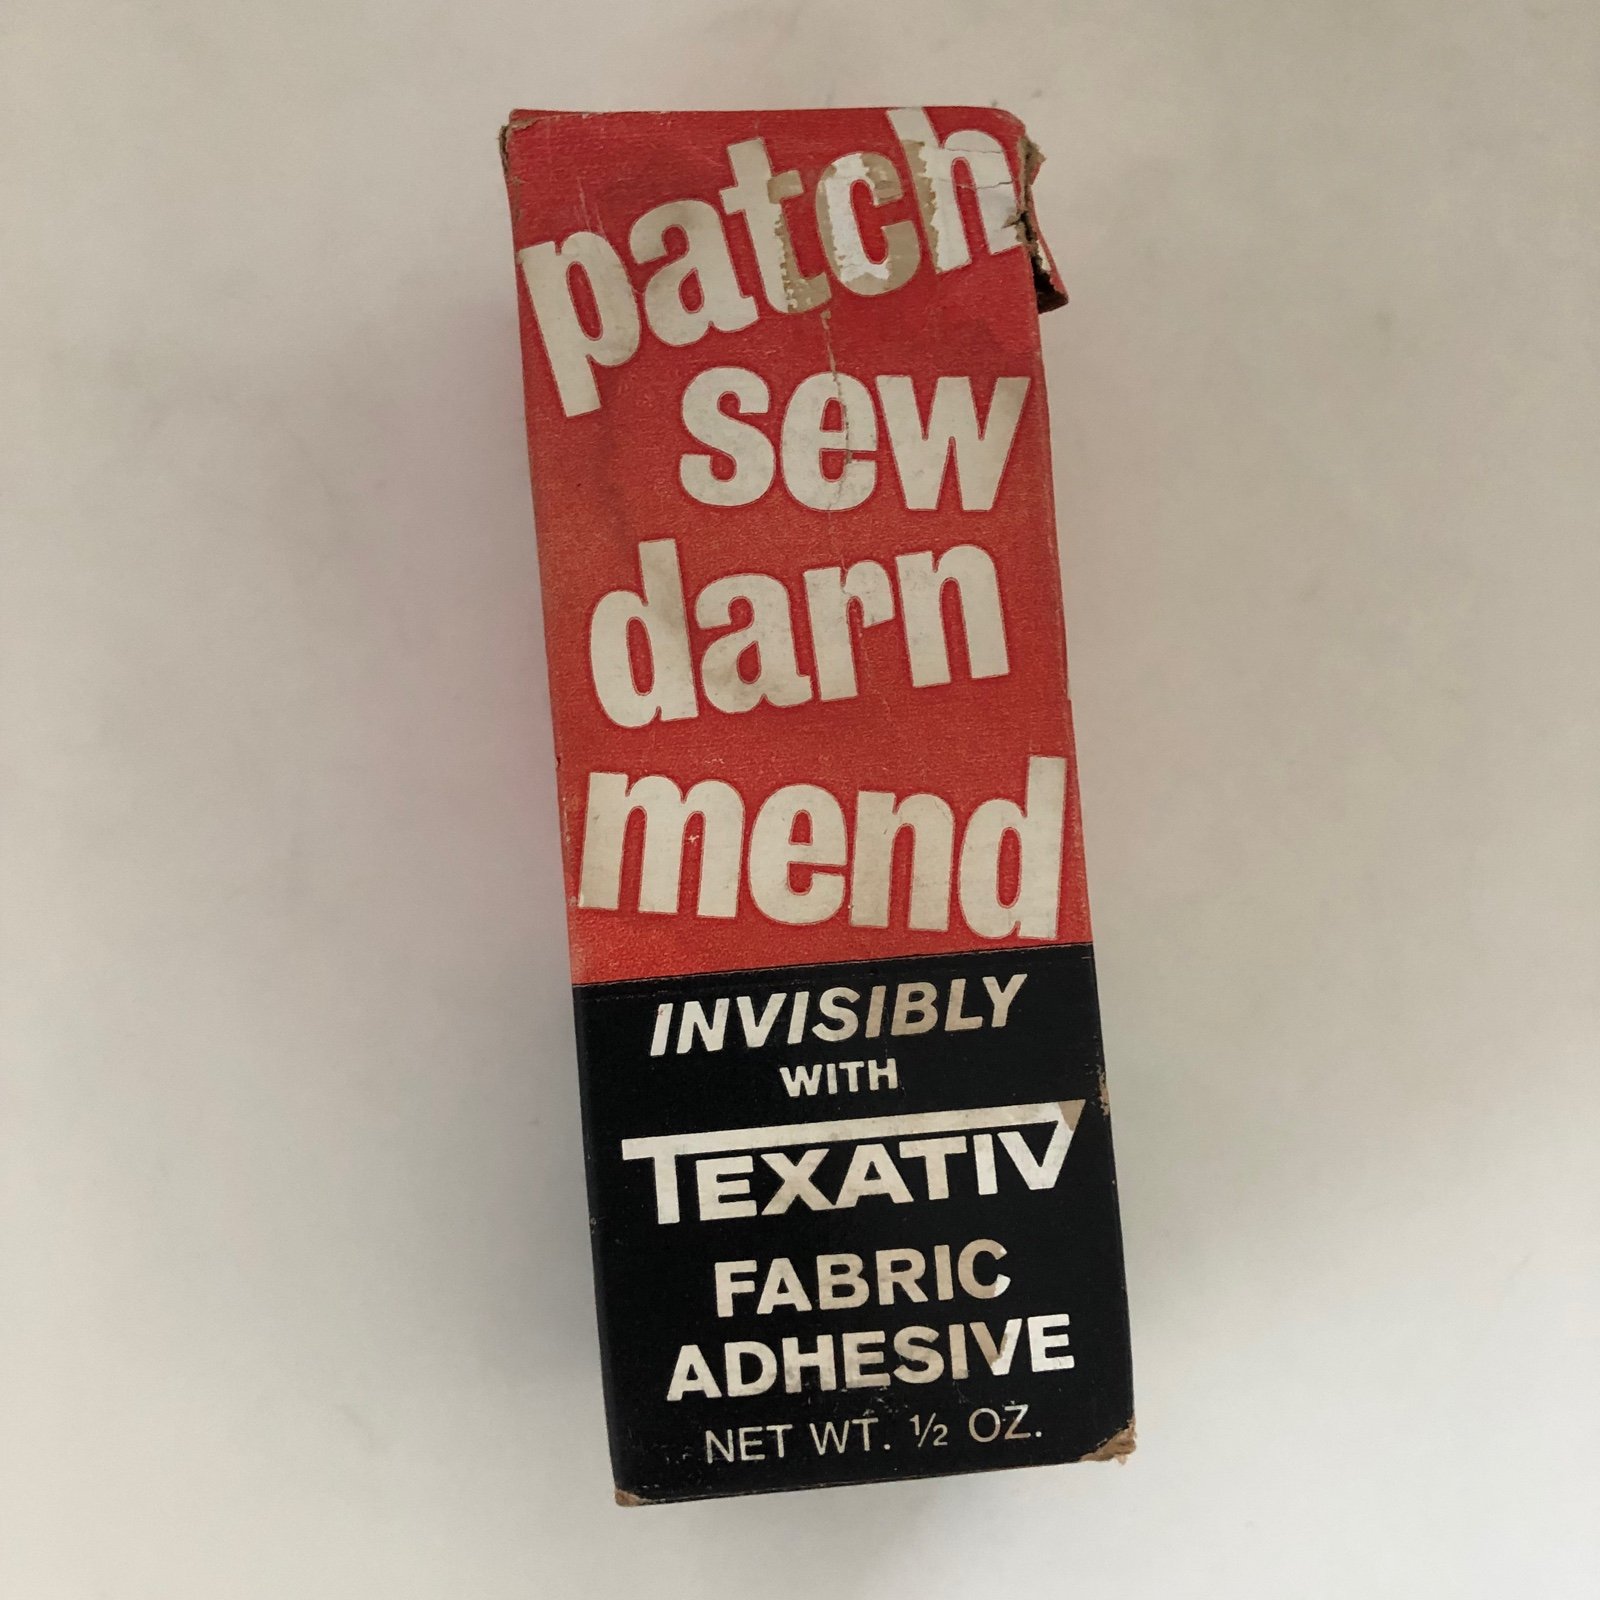 patch
sew
darn
mend
INVISIBLY
WITH
TEXATIV
FABRIC
ADHESIVE
NET WT. ½ OZ.